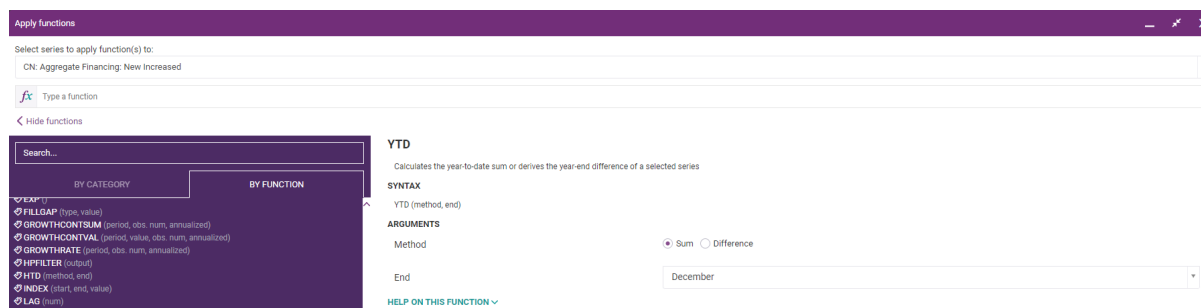 Apply functions
Select series to apply function(s) to:
CN: Aggregate Financing: New Increased
fx Type a function
Hide functions
Search...
BY CATEGORY BY FUNCTION
EXP ()
FILLGAP (type, value)
GROWTHCONTSUM (period, obs. num, annualized)
GROWTHCONTVAL (period, value, obs. num, annualized)
GROWTHRATE (period, obs. num, annualized)
HPFILTER (output)
HTD (method, end)
INDEX (start, end, value)
LAG (num)
YTD
Calculates the year-to-date sum or derives the year-end difference of a selected series
SYNTAX
YTD (method, end)
ARGUMENTS
Method Sum Difference
End December
HELP ON THIS FUNCTION